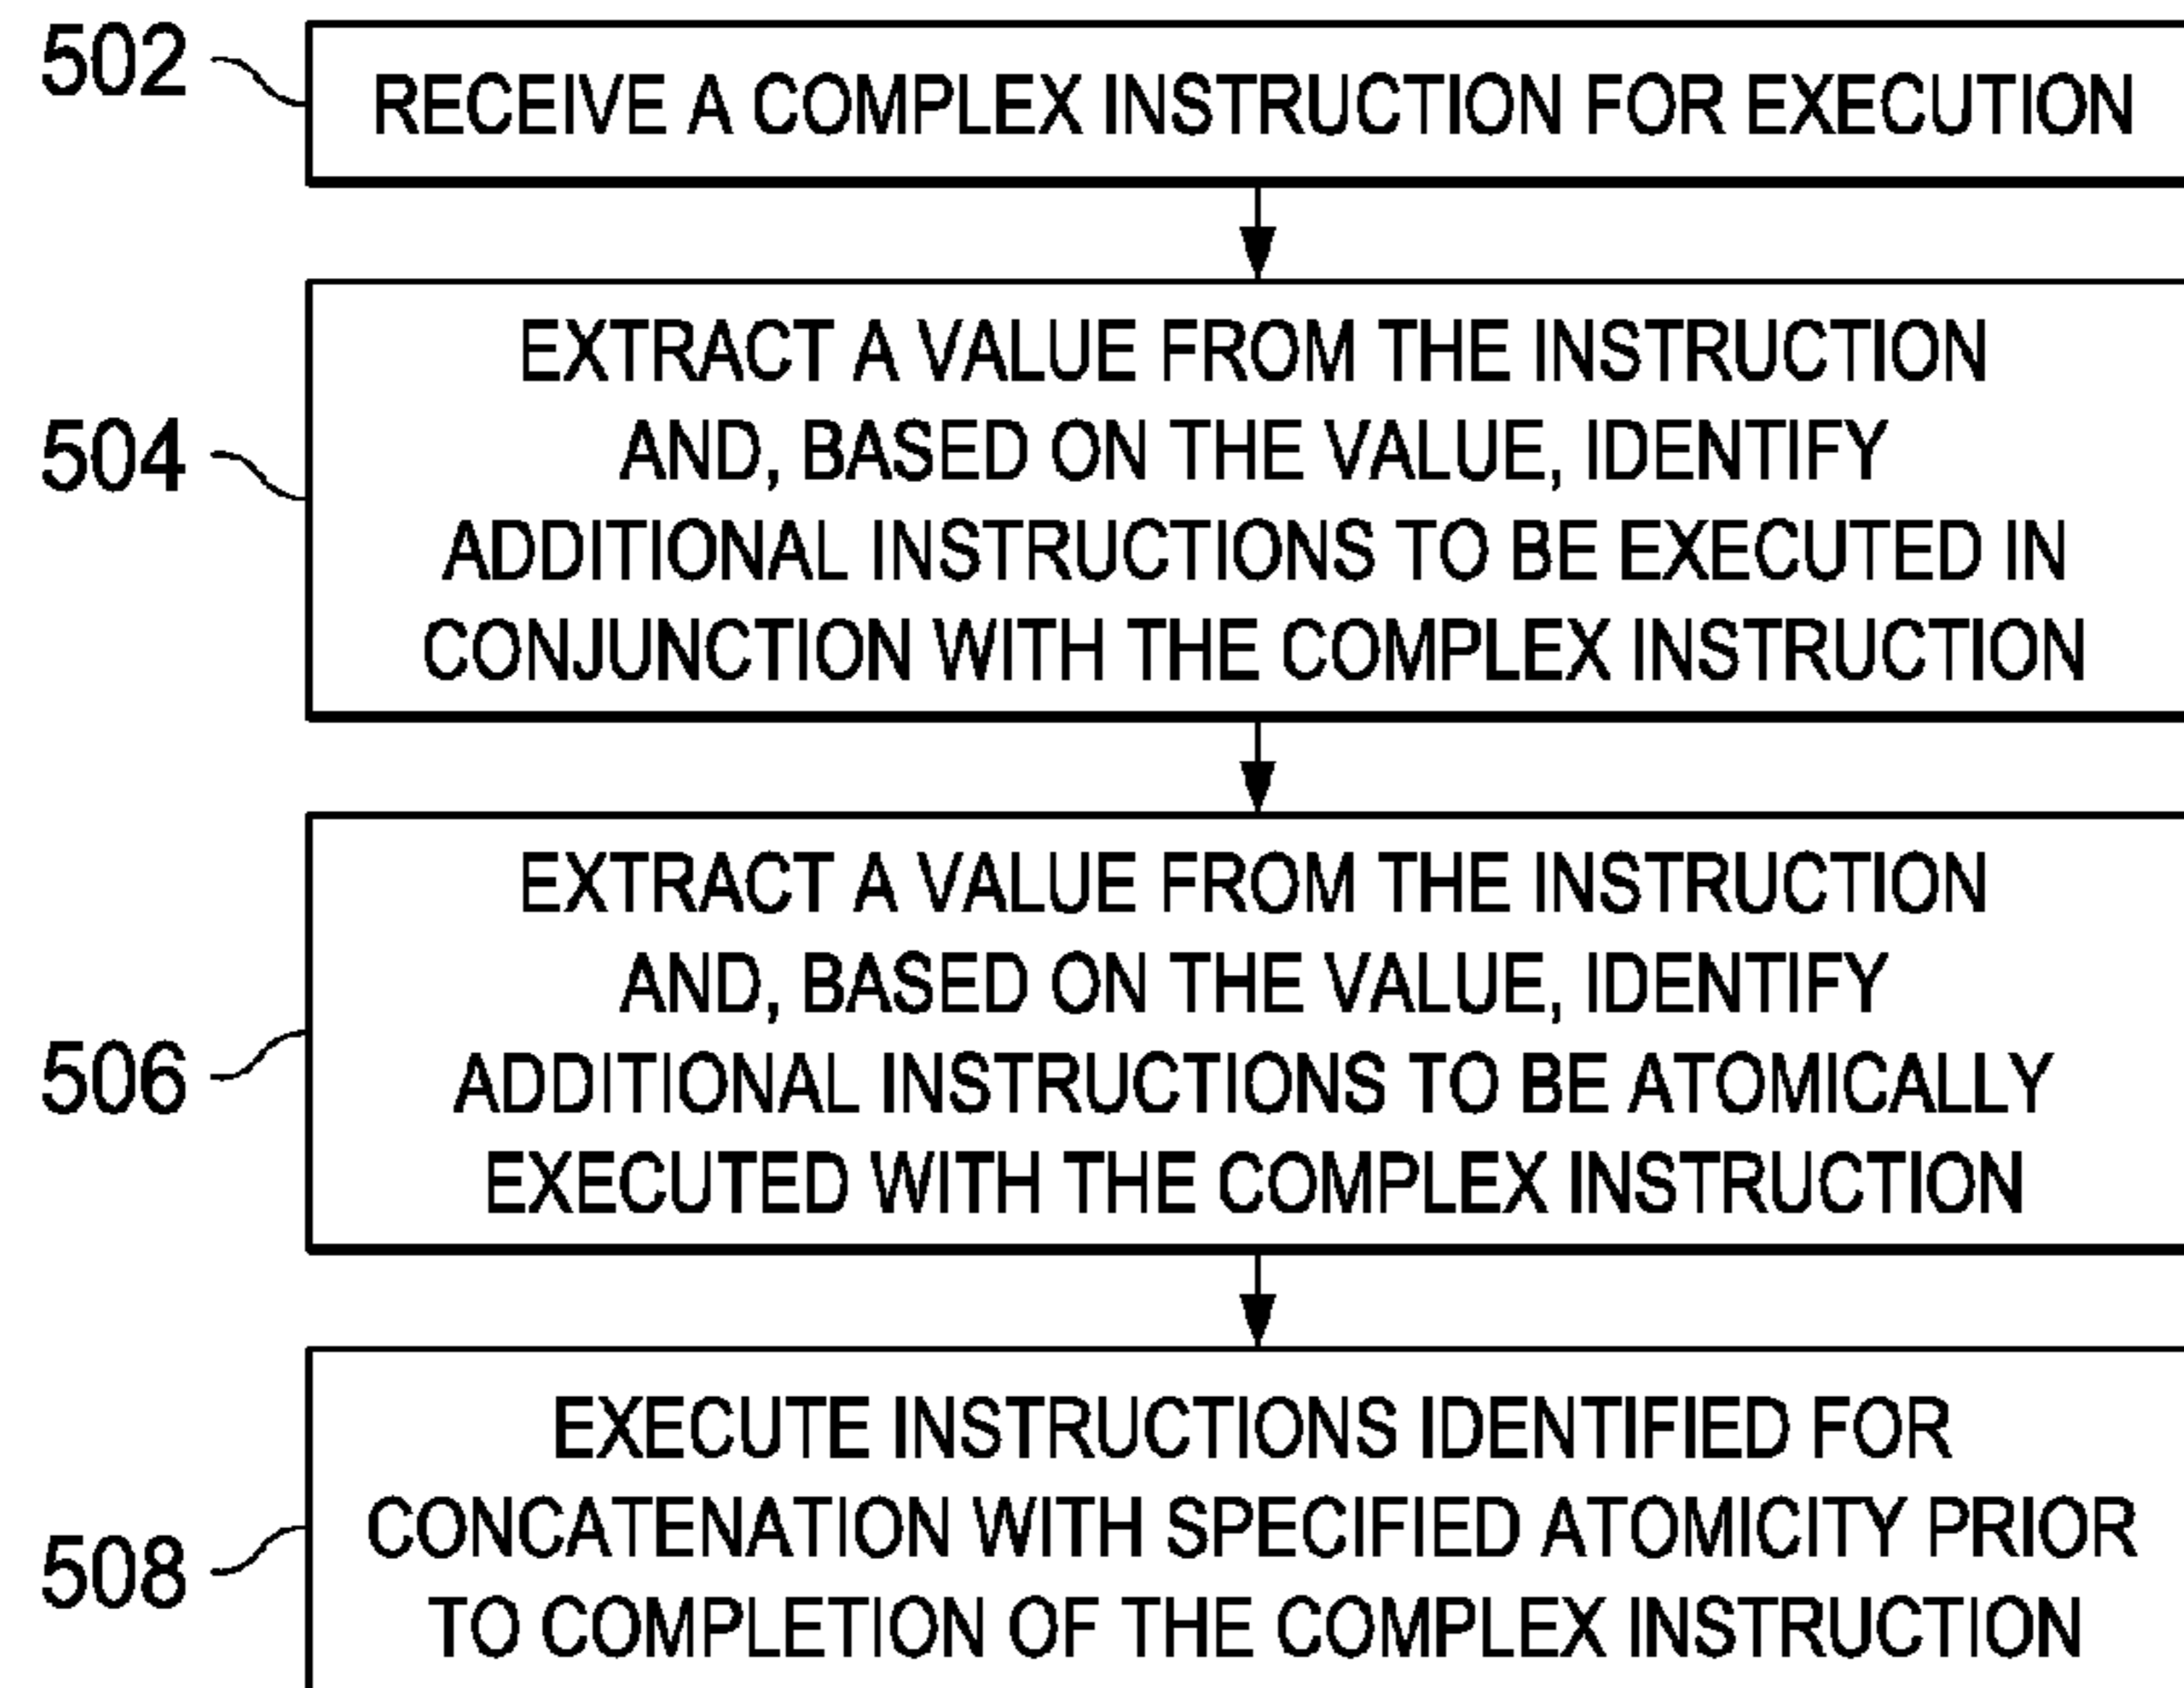 502
RECEIVE A COMPLEX INSTRUCTION FOR EXECUTION
504
EXTRACT A VALUE FROM THE INSTRUCTION
AND, BASED ON THE VALUE, IDENTIFY
ADDITIONAL INSTRUCTIONS TO BE EXECUTED IN
CONJUNCTION WITH THE COMPLEX INSTRUCTION
506
EXTRACT A VALUE FROM THE INSTRUCTION
AND, BASED ON THE VALUE, IDENTIFY
ADDITIONAL INSTRUCTIONS TO BE ATOMICALLY
EXECUTED WITH THE COMPLEX INSTRUCTION
508
EXECUTE INSTRUCTIONS IDENTIFIED FOR
CONCATENATION WITH SPECIFIED ATOMICITY PRIOR
TO COMPLETION OF THE COMPLEX INSTRUCTION